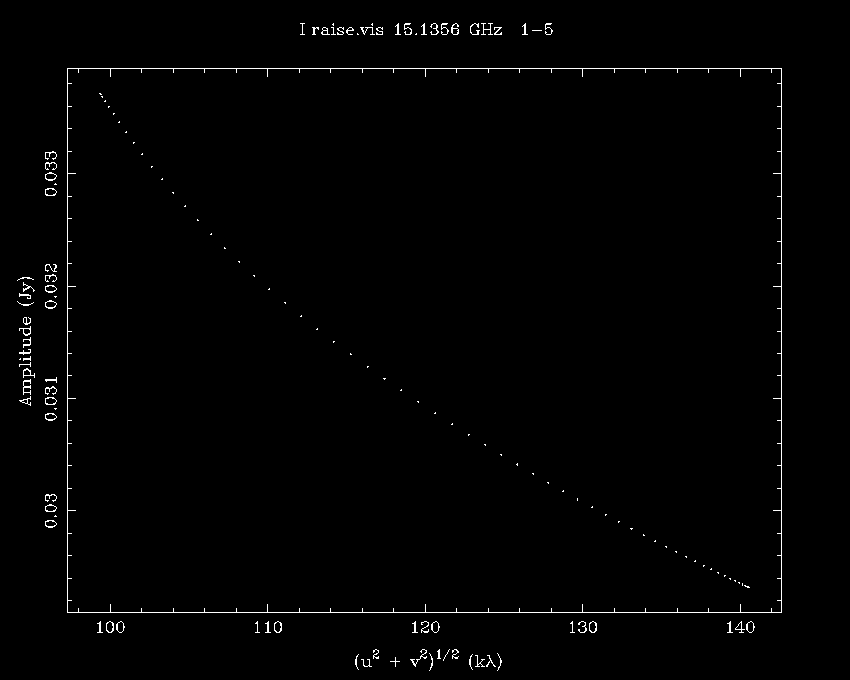 I raise.vis 15.1356 GHz 1−5
Amplitude (Jy)
0.033
0.032
0.031
0.03
100 110 120 130 140
(u² + v²)^1/2 (kλ)